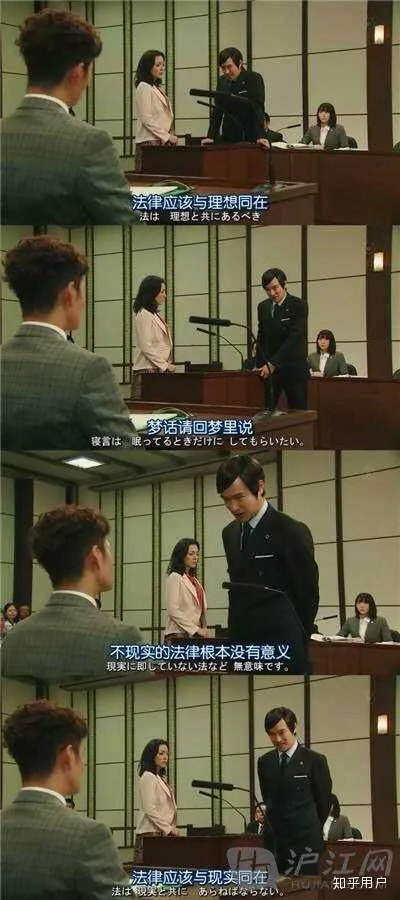 法律应该与理想同在
法は 理想と共にあるべき
梦话请回梦里说
寝言は 眠ってるときだけに してもらいたい。
不现实的法律根本没有意义
現実に即していない法など 無意味です。
法律应该与现实同在
法は 現実と共に あらねばならない。
沪江网
HUJIANG
知乎用户